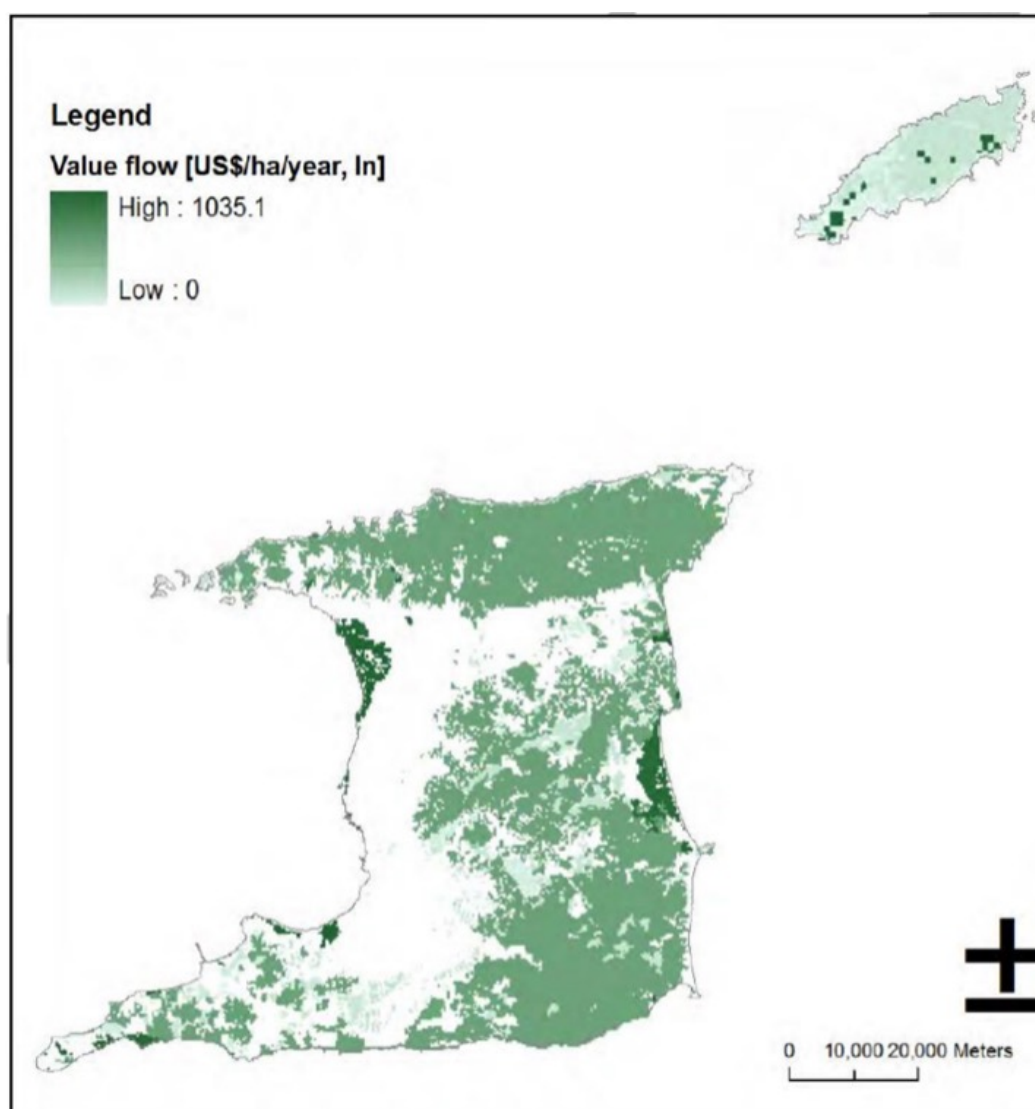 Legend
Value flow [US$/ha/year, ln]
High : 1035.1
Low : 0
0 10,000 20,000 Meters